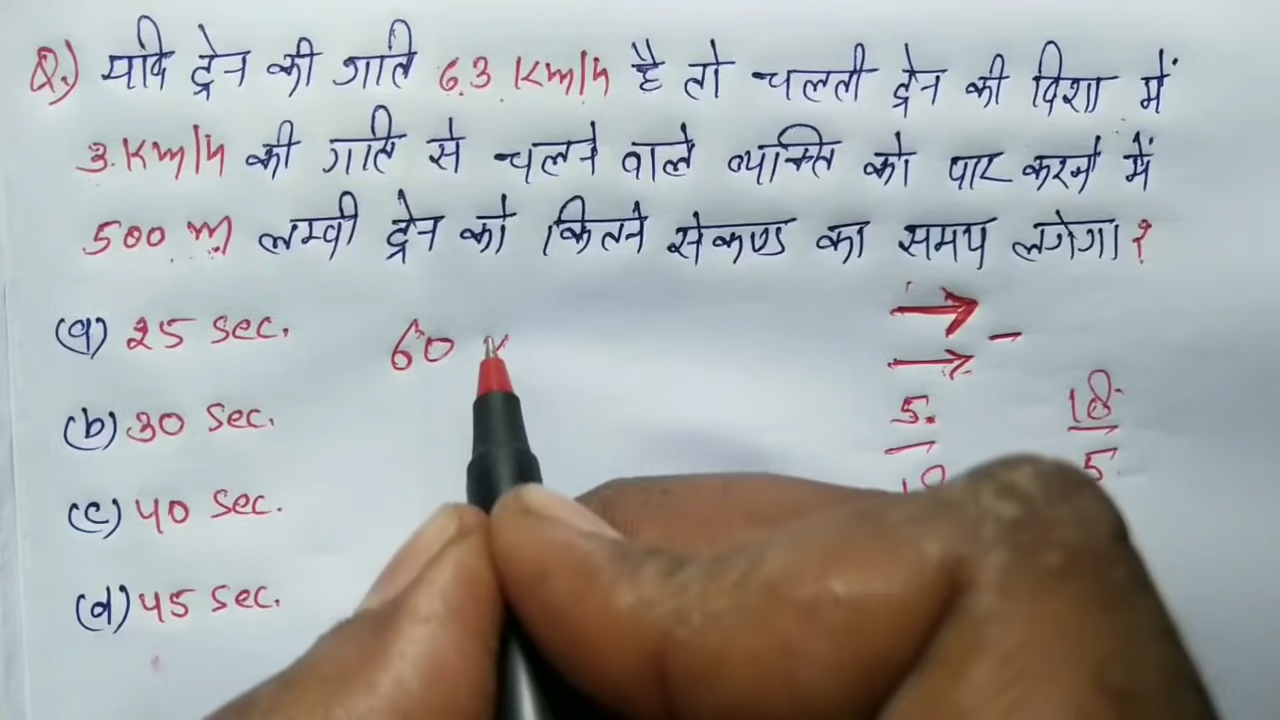 Q.) यदि ट्रेन की गति 63 Km/h है तो चलती ट्रेन की दिशा में
3 Km/h की गति से चलने वाले व्यक्ति को पार करने में
500 m लम्बी ट्रेन को कितने सेकण्ड का समय लगेगा?
(a) 25 Sec.
60 ×
(b) 30 Sec.
(c) 40 Sec.
(d) 45 Sec.
→ -
→
5
18
18
5